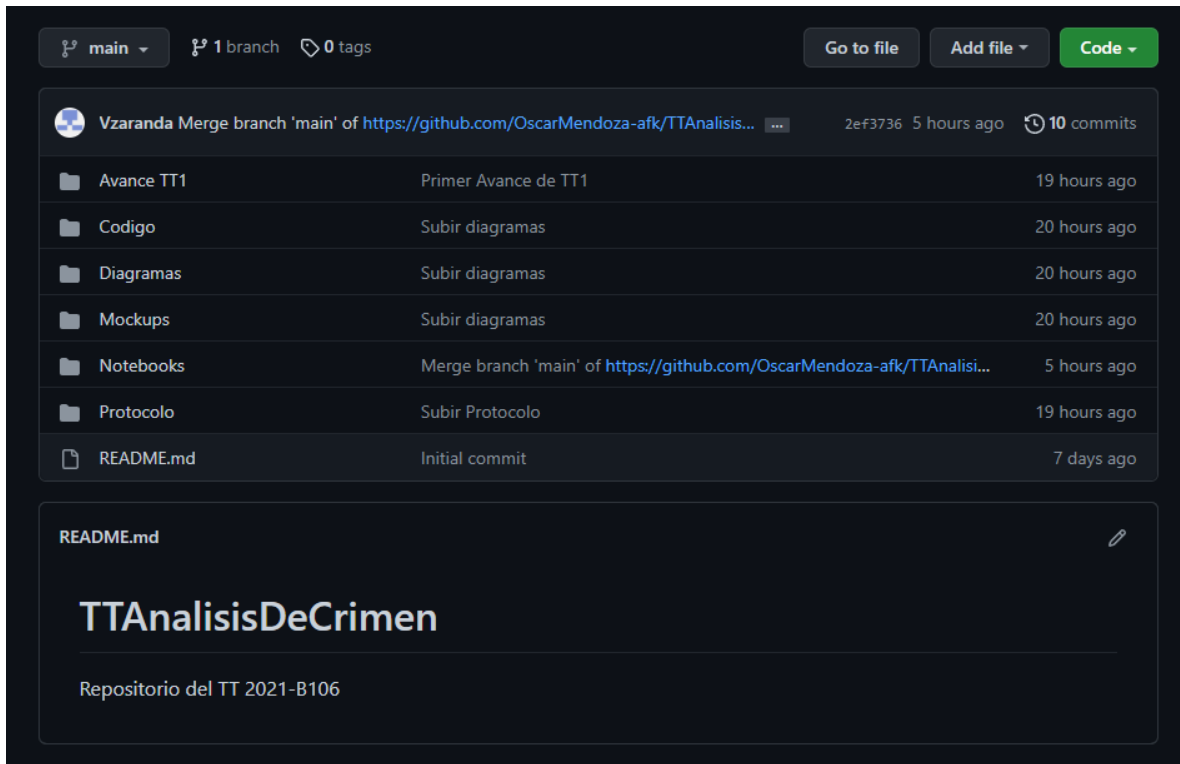 main 1 branch 0 tags Go to file Add file Code
Vzaranda Merge branch 'main' of https://github.com/OscarMendoza-afk/TTAnalisis... ... 2ef3736 5 hours ago 10 commits
Avance TT1 Primer Avance de TT1 19 hours ago
Codigo Subir diagramas 20 hours ago
Diagramas Subir diagramas 20 hours ago
Mockups Subir diagramas 20 hours ago
Notebooks Merge branch 'main' of https://github.com/OscarMendoza-afk/TTAnalisi... 5 hours ago
Protocolo Subir Protocolo 19 hours ago
README.md Initial commit 7 days ago
README.md
TTAnalisisDeCrimen
Repositorio del TT 2021-B106